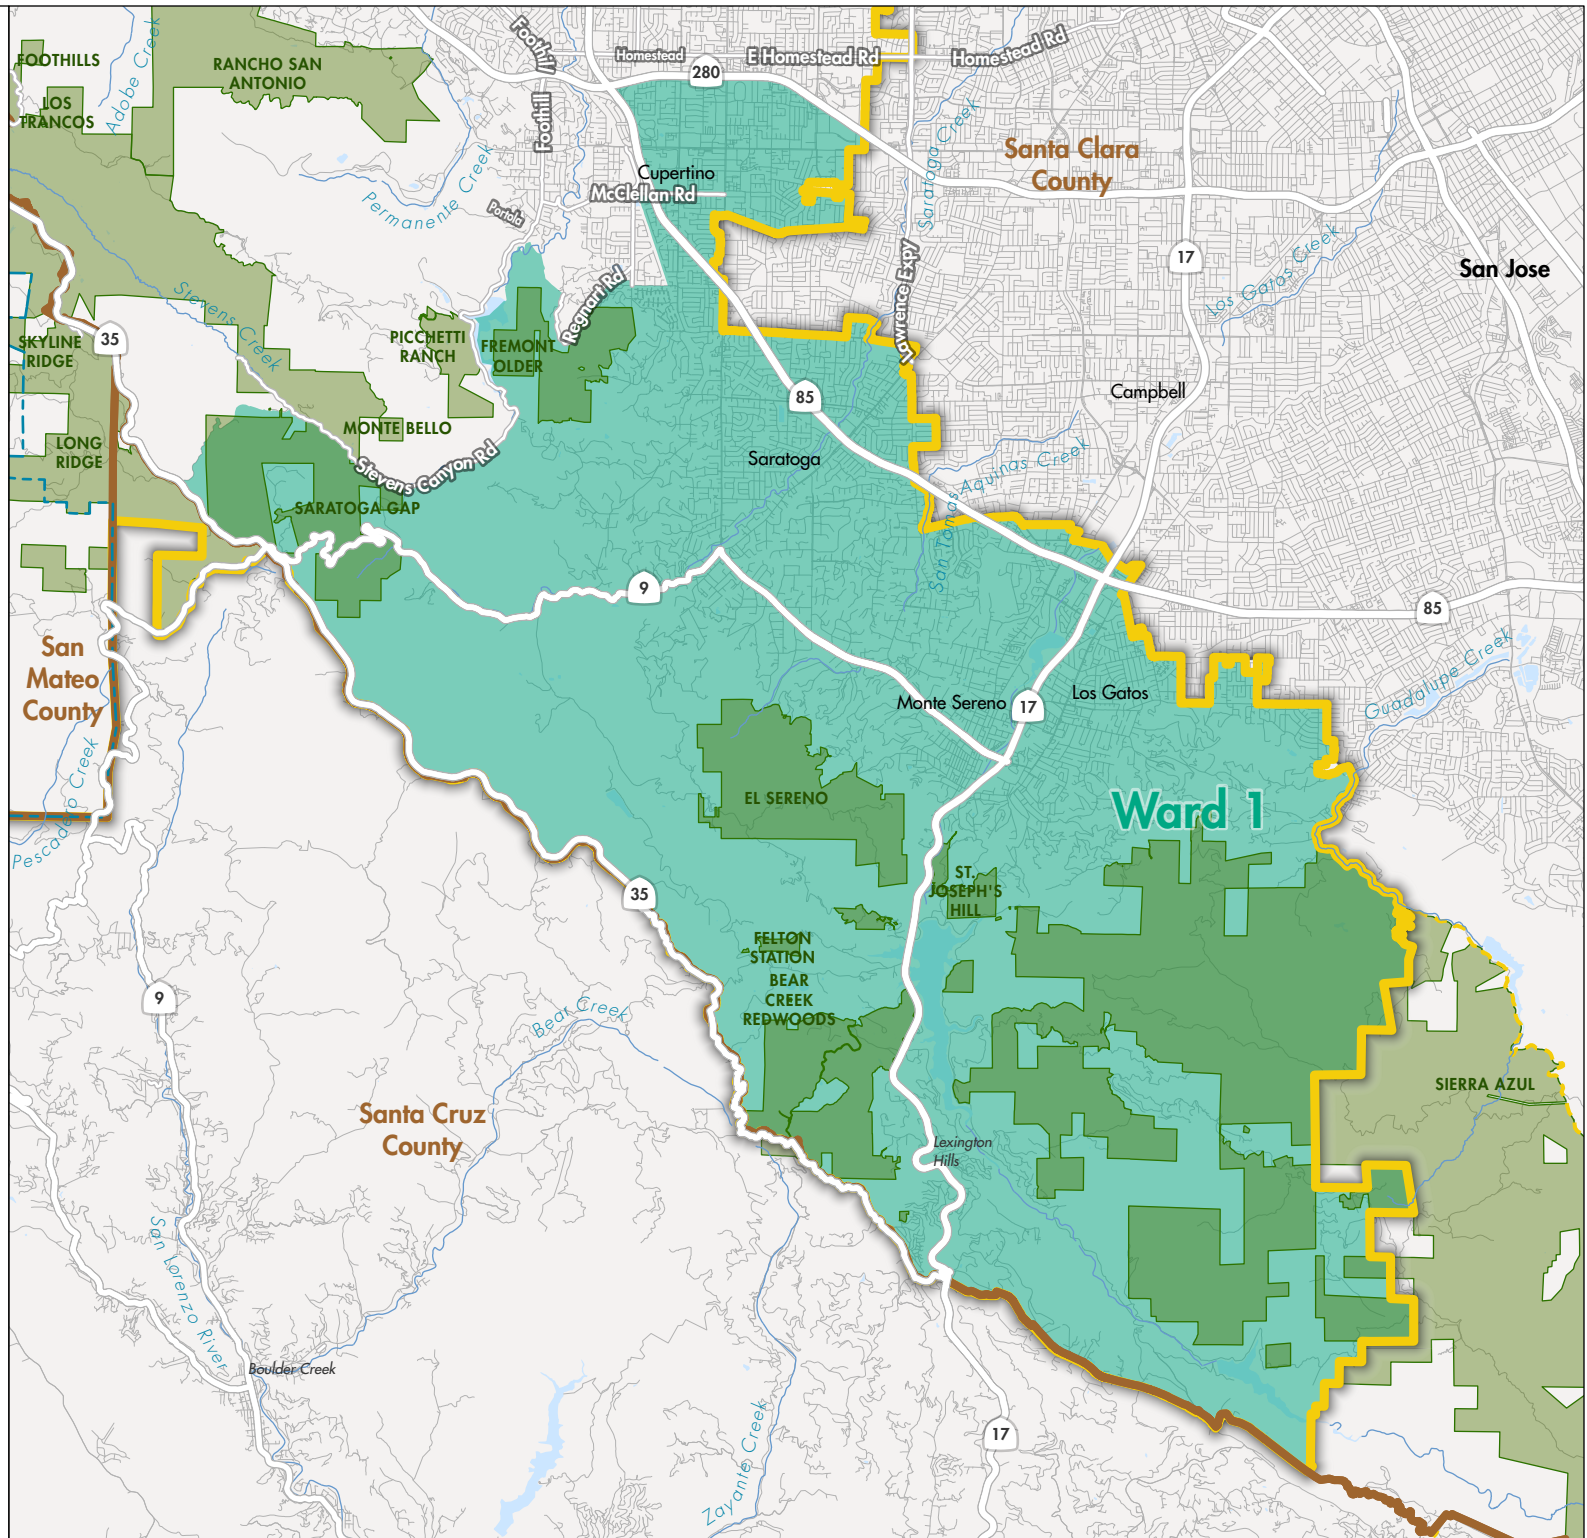 Foothill
Homestead
E Homestead Rd
Homestead Rd
280
FOOTHILLS
RANCHO SAN
ANTONIO
Adobe Creek
LOS
TRANCOS
Foothill
Saratoga Creek
Santa Clara
County
Cupertino
McClellan Rd
Permanente Creek
Portola
17
San Jose
Los Gatos Creek
Stevens Creek
Regnart Rd
Lawrence Expy
35
SKYLINE
RIDGE
PICCHETTI
RANCH
FREMONT
OLDER
85
Campbell
MONTE BELLO
LONG
RIDGE
Stevens Canyon Rd
Saratoga
San Tomas Aquinas Creek
SARATOGA GAP
9
85
San
Mateo
County
Guadalupe Creek
Monte Sereno
17
Los Gatos
Pescadero Creek
EL SERENO
Ward 1
35
ST.
JOSEPH'S
HILL
FELTON
STATION
BEAR
CREEK
REDWOODS
9
Bear Creek
SIERRA AZUL
Santa Cruz
County
Lexington
Hills
San Lorenzo River
Boulder Creek
Zayante Creek
17